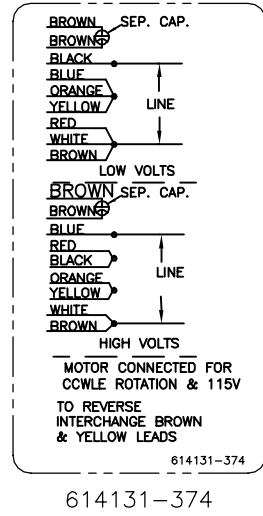 BROWN SEP. CAP.
BROWN
BLACK
BLUE
ORANGE LINE
YELLOW
RED
WHITE
BROWN
LOW VOLTS
BROWN SEP. CAP.
BROWN
BLUE
RED
BLACK LINE
ORANGE
YELLOW
WHITE
BROWN
HIGH VOLTS
MOTOR CONNECTED FOR
CCWLE ROTATION & 115V
TO REVERSE
INTERCHANGE BROWN
& YELLOW LEADS
614131-374
614131-374